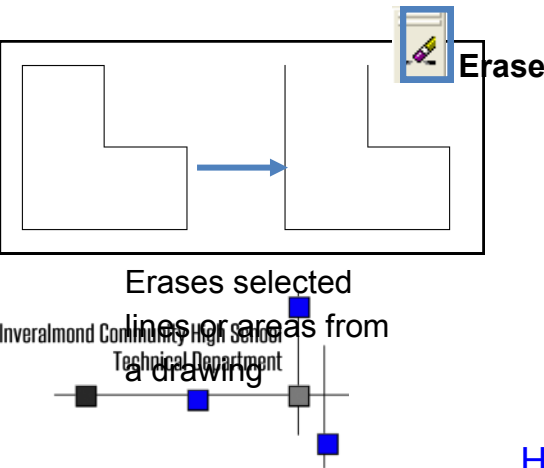 Erase
Erases selected
lines or areas from
a drawing
Inveralmond Community High School
Technical Department
H